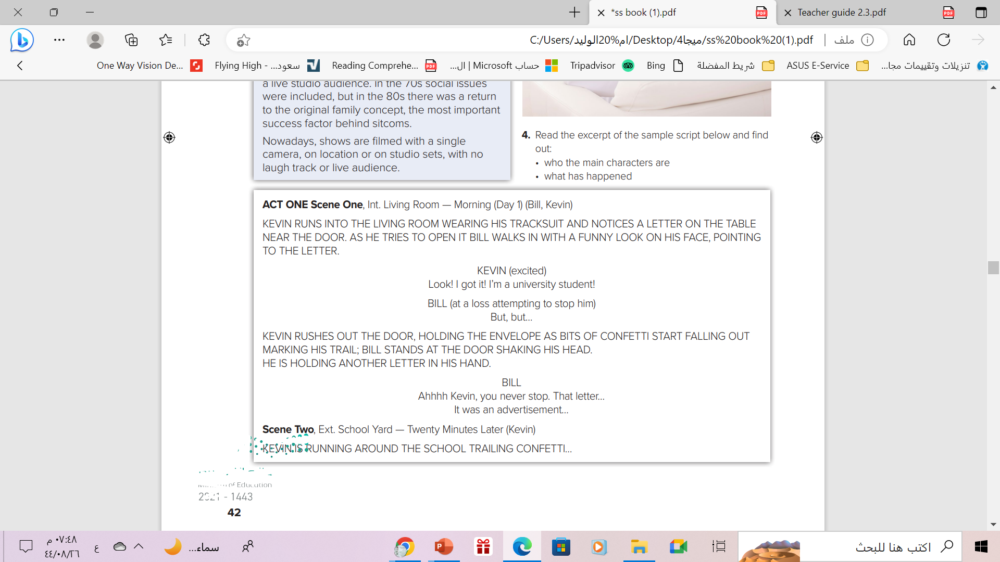 *ss book (1).pdf
Teacher guide 2.3.pdf
C:/Users/ام%20الوليد/Desktop/ميجا4/ss%20book%20(1).pdf
ملف
One Way Vision De...
Flying High - سعود...
Reading Comprehe...
حساب Microsoft | ال...
Tripadvisor
Bing
شريط المفضلة
ASUS E-Service
تنزيلات وتقييمات مجا...
a live studio audience. In the 70s social issues
were included, but in the 80s there was a return
to the original family concept, the most important
success factor behind sitcoms.
Nowadays, shows are filmed with a single
camera, on location or on studio sets, with no
laugh track or live audience.
4. Read the excerpt of the sample script below and find
out:
• who the main characters are
• what has happened
ACT ONE Scene One, Int. Living Room — Morning (Day 1) (Bill, Kevin)
KEVIN RUNS INTO THE LIVING ROOM WEARING HIS TRACKSUIT AND NOTICES A LETTER ON THE TABLE
NEAR THE DOOR. AS HE TRIES TO OPEN IT BILL WALKS IN WITH A FUNNY LOOK ON HIS FACE, POINTING
TO THE LETTER.
KEVIN (excited)
Look! I got it! I'm a university student!
BILL (at a loss attempting to stop him)
But, but...
KEVIN RUSHES OUT THE DOOR, HOLDING THE ENVELOPE AS BITS OF CONFETTI START FALLING OUT
MARKING HIS TRAIL; BILL STANDS AT THE DOOR SHAKING HIS HEAD.
HE IS HOLDING ANOTHER LETTER IN HIS HAND.
BILL
Ahhhh Kevin, you never stop. That letter...
It was an advertisement...
Scene Two, Ext. School Yard — Twenty Minutes Later (Kevin)
KEVIN IS RUNNING AROUND THE SCHOOL TRAILING CONFETTI...
of Education
2021 - 1443
42
٠٧:٤٨ م
٤٤/٠٨/٢٦
ع
سماء...
اكتب هنا للبحث